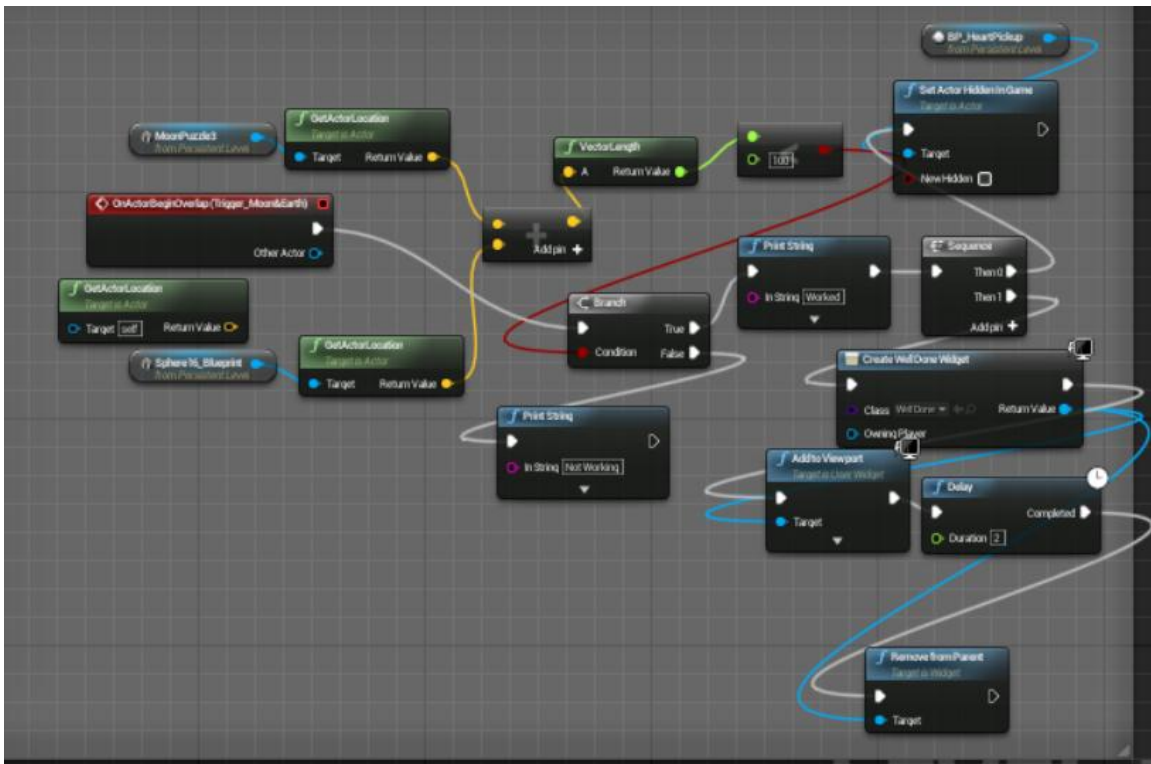 BP_HeartPickup
from Persistent Level
Set Actor Hidden In Game
Target is Actor
Target
New Hidden
MoonPuzzle3
from Persistent Level
GetActorLocation
Target is Actor
Target Return Value
VectorLength
A Return Value
100
OnActorBeginOverlap (Trigger_Moon&Earth)
Other Actor
Add pin +
GetActorLocation
Target is Actor
Target self Return Value
Sphere16_Blueprint
from Persistent Level
GetActorLocation
Target is Actor
Target Return Value
Branch
True
Condition False
Print String
In String Worked
Sequence
Then 0
Then 1
Add pin +
Print String
In String Not Working
Create Well Done Widget
Class Well Done Return Value
Owning Player
Add to Viewport
Target is User Widget
Target
Delay
Completed
Duration 2
Remove from Parent
Target is Widget
Target